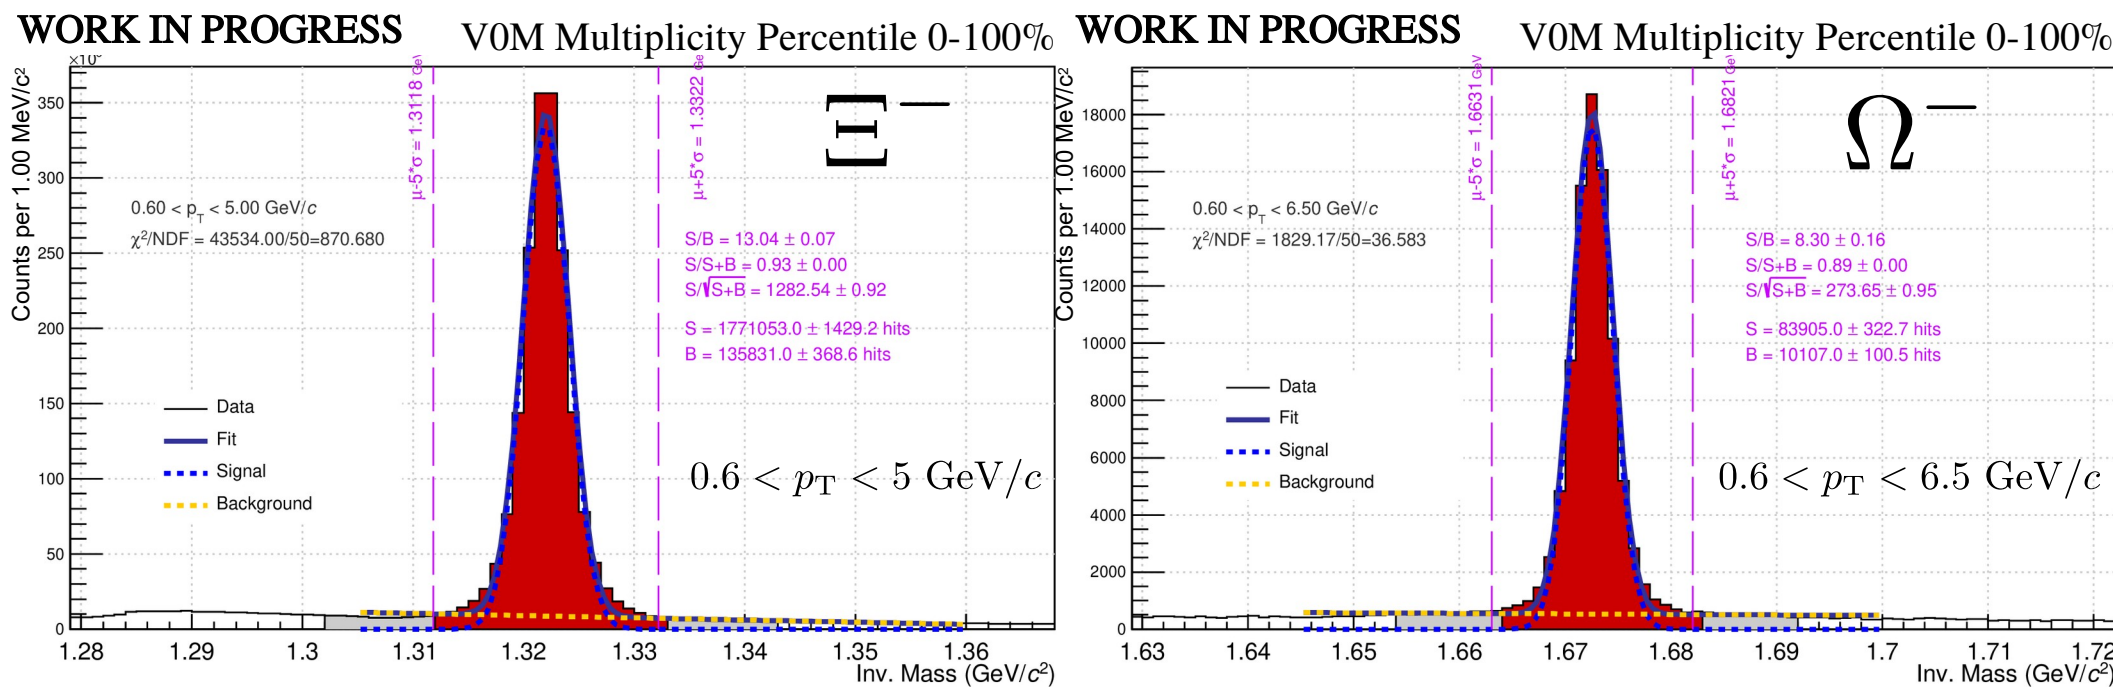 WORK IN PROGRESS
V0M Multiplicity Percentile 0-100%
Counts per 1.00 MeV/c²
350
300
250
200
150
100
50
0
μ-5*σ = 1.3118 GeV
μ+5*σ = 1.3322 Ge
Ξ⁻
0.60 < p_T < 5.00 GeV/c
χ²/NDF = 43534.00/50=870.680
S/B = 13.04 ± 0.07
S/S+B = 0.93 ± 0.00
S/√S+B = 1282.54 ± 0.92
S = 1771053.0 ± 1429.2 hits
B = 135831.0 ± 368.6 hits
Data
Fit
Signal
Background
0.6 < p_T < 5 GeV/c
1.28 1.29 1.3 1.31 1.32 1.33 1.34 1.35 1.36
Inv. Mass (GeV/c²)
WORK IN PROGRESS
V0M Multiplicity Percentile 0-100%
Counts per 1.00 MeV/c²
18000
16000
14000
12000
10000
8000
6000
4000
2000
0
μ-5*σ = 1.6631 GeV
μ+5*σ = 1.6821 GeV
Ω⁻
0.60 < p_T < 6.50 GeV/c
χ²/NDF = 1829.17/50=36.583
S/B = 8.30 ± 0.16
S/S+B = 0.89 ± 0.00
S/√S+B = 273.65 ± 0.95
S = 83905.0 ± 322.7 hits
B = 10107.0 ± 100.5 hits
Data
Fit
Signal
Background
0.6 < p_T < 6.5 GeV/c
1.63 1.64 1.65 1.66 1.67 1.68 1.69 1.7 1.71 1.72
Inv. Mass (GeV/c²)